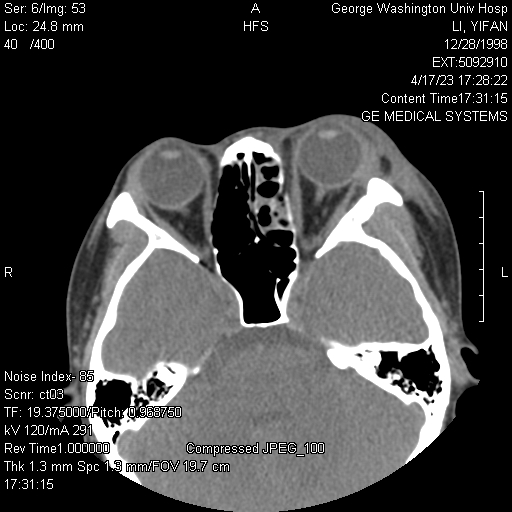 Ser: 6/Img: 53
Loc: 24.8 mm
40 /400
A
HFS
George Washington Univ Hosp
LI, YIFAN
12/28/1998
EXT:5092910
4/17/23 17:28:22
Content Time17:31:15
GE MEDICAL SYSTEMS
R
L
Noise Index- 85
Scnr: ct03
TF: 19.375000/Pitch: 0.968750
kV 120/mA 291
Rev Time1.000000
Compressed JPEG_100
Thk 1.3 mm Spc 1.3 mm/FOV 19.7 cm
17:31:15